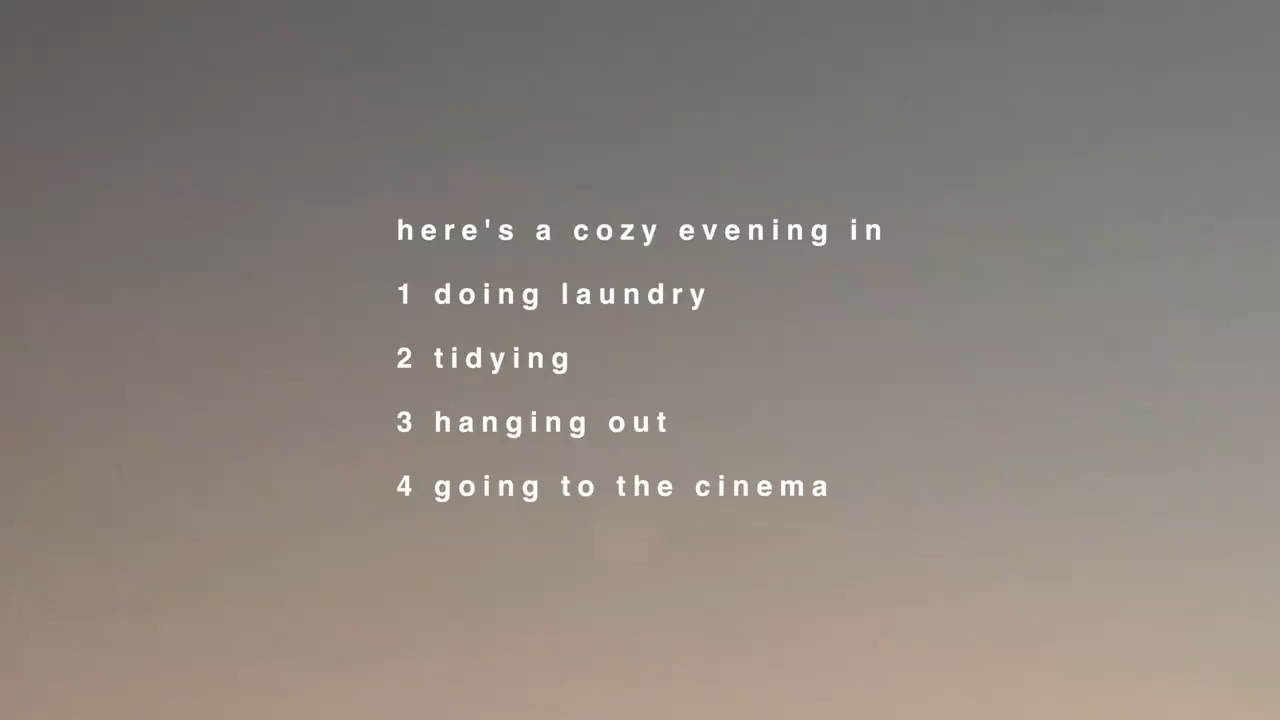 here's a cozy evening in
1 doing laundry
2 tidying
3 hanging out
4 going to the cinema